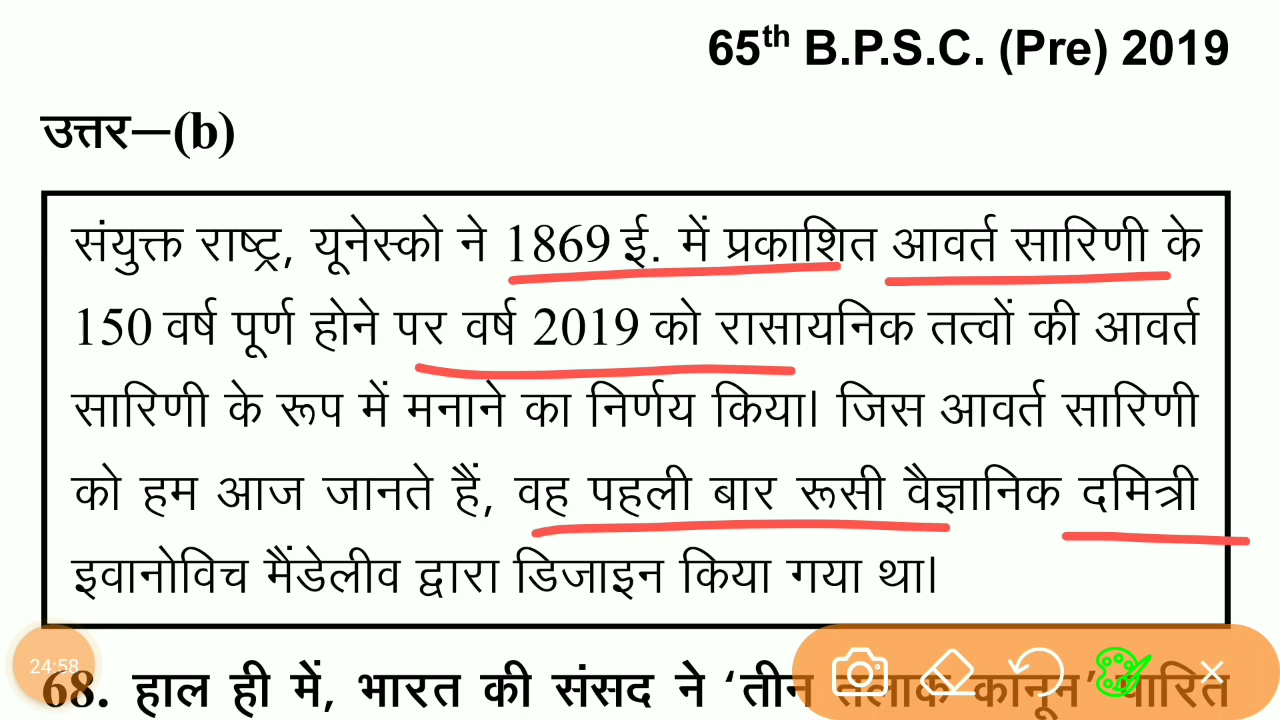 65th B.P.S.C. (Pre) 2019
उत्तर—(b)
संयुक्त राष्ट्र, यूनेस्को ने 1869 ई. में प्रकाशित आवर्त सारिणी के
150 वर्ष पूर्ण होने पर वर्ष 2019 को रासायनिक तत्वों की आवर्त
सारिणी के रूप में मनाने का निर्णय किया। जिस आवर्त सारिणी
को हम आज जानते हैं, वह पहली बार रूसी वैज्ञानिक दमित्री
इवानोविच मैंडेलीव द्वारा डिजाइन किया गया था।
24:58
68. हाल ही में, भारत की संसद ने ‘तीन तलाक कानून’ पारित